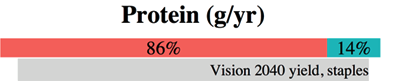 Protein (g/yr)
86% 14%
Vision 2040 yield, staples